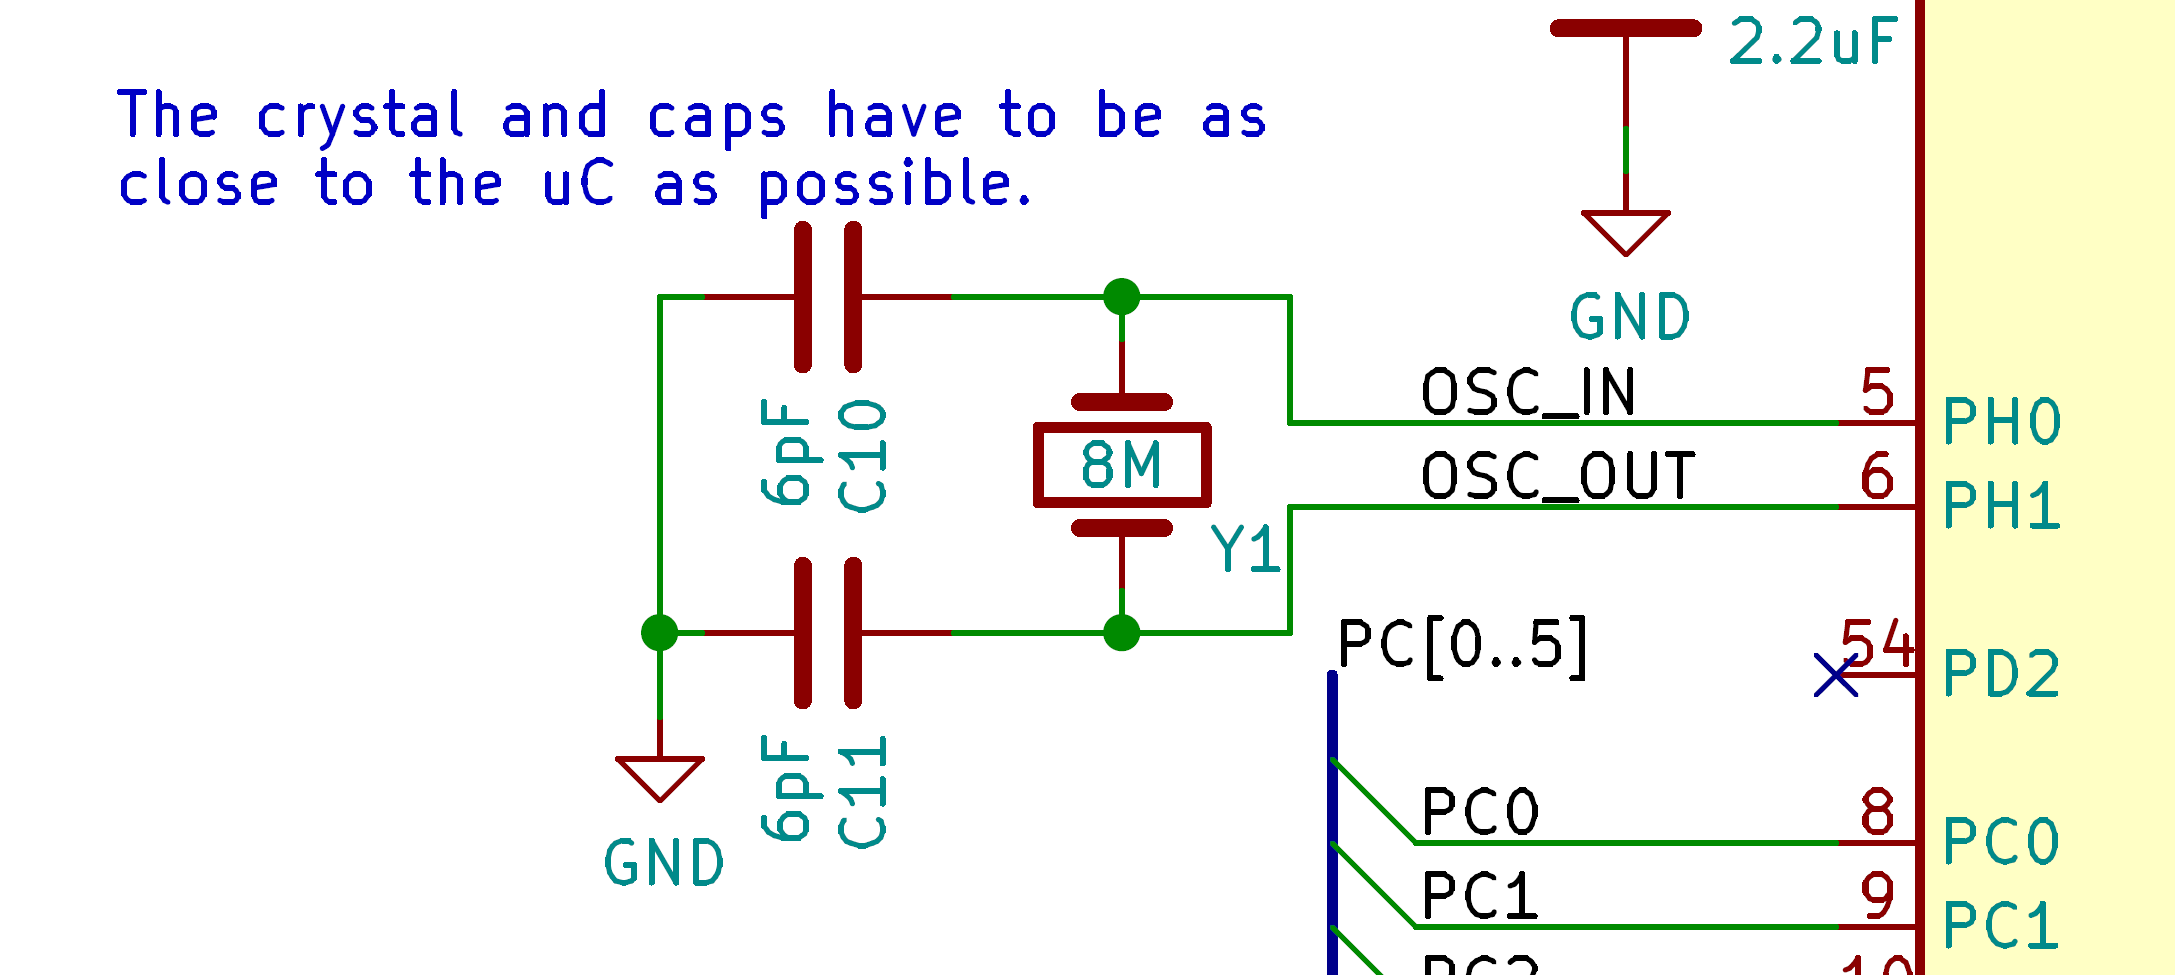 2.2uF
The crystal and caps have to be as
close to the uC as possible.
GND
OSC_IN
5
PH0
6pF
C10
8M
OSC_OUT
6
PH1
Y1
PC[0..5]
54
PD2
6pF
C11
GND
PC0
8
PC0
PC1
9
PC1
PC2
10